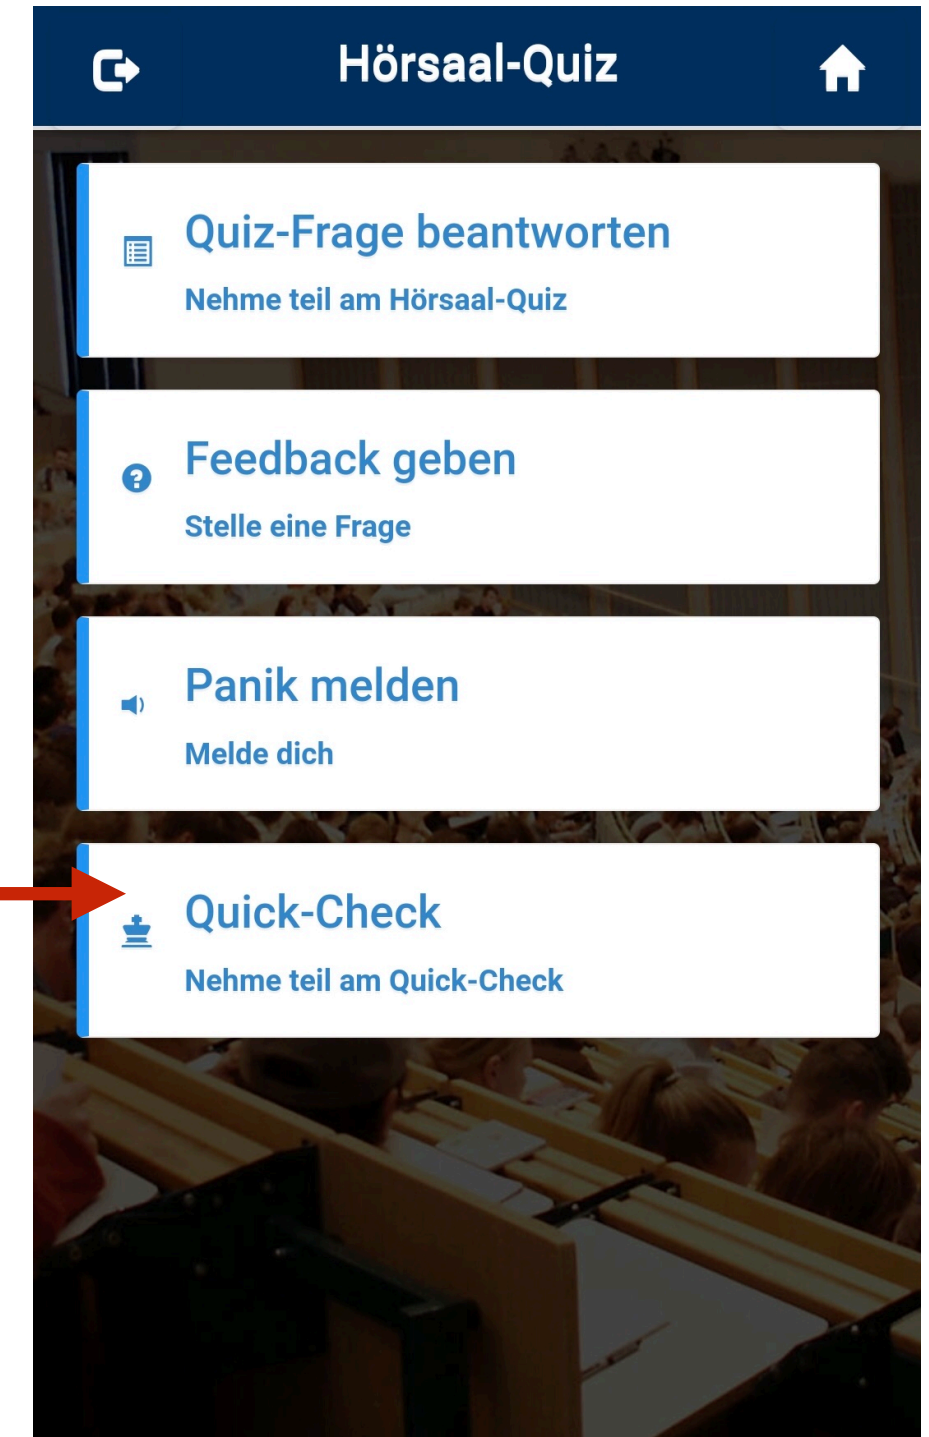 Hörsaal-Quiz
Quiz-Frage beantworten
Nehme teil am Hörsaal-Quiz
Feedback geben
Stelle eine Frage
Panik melden
Melde dich
Quick-Check
Nehme teil am Quick-Check